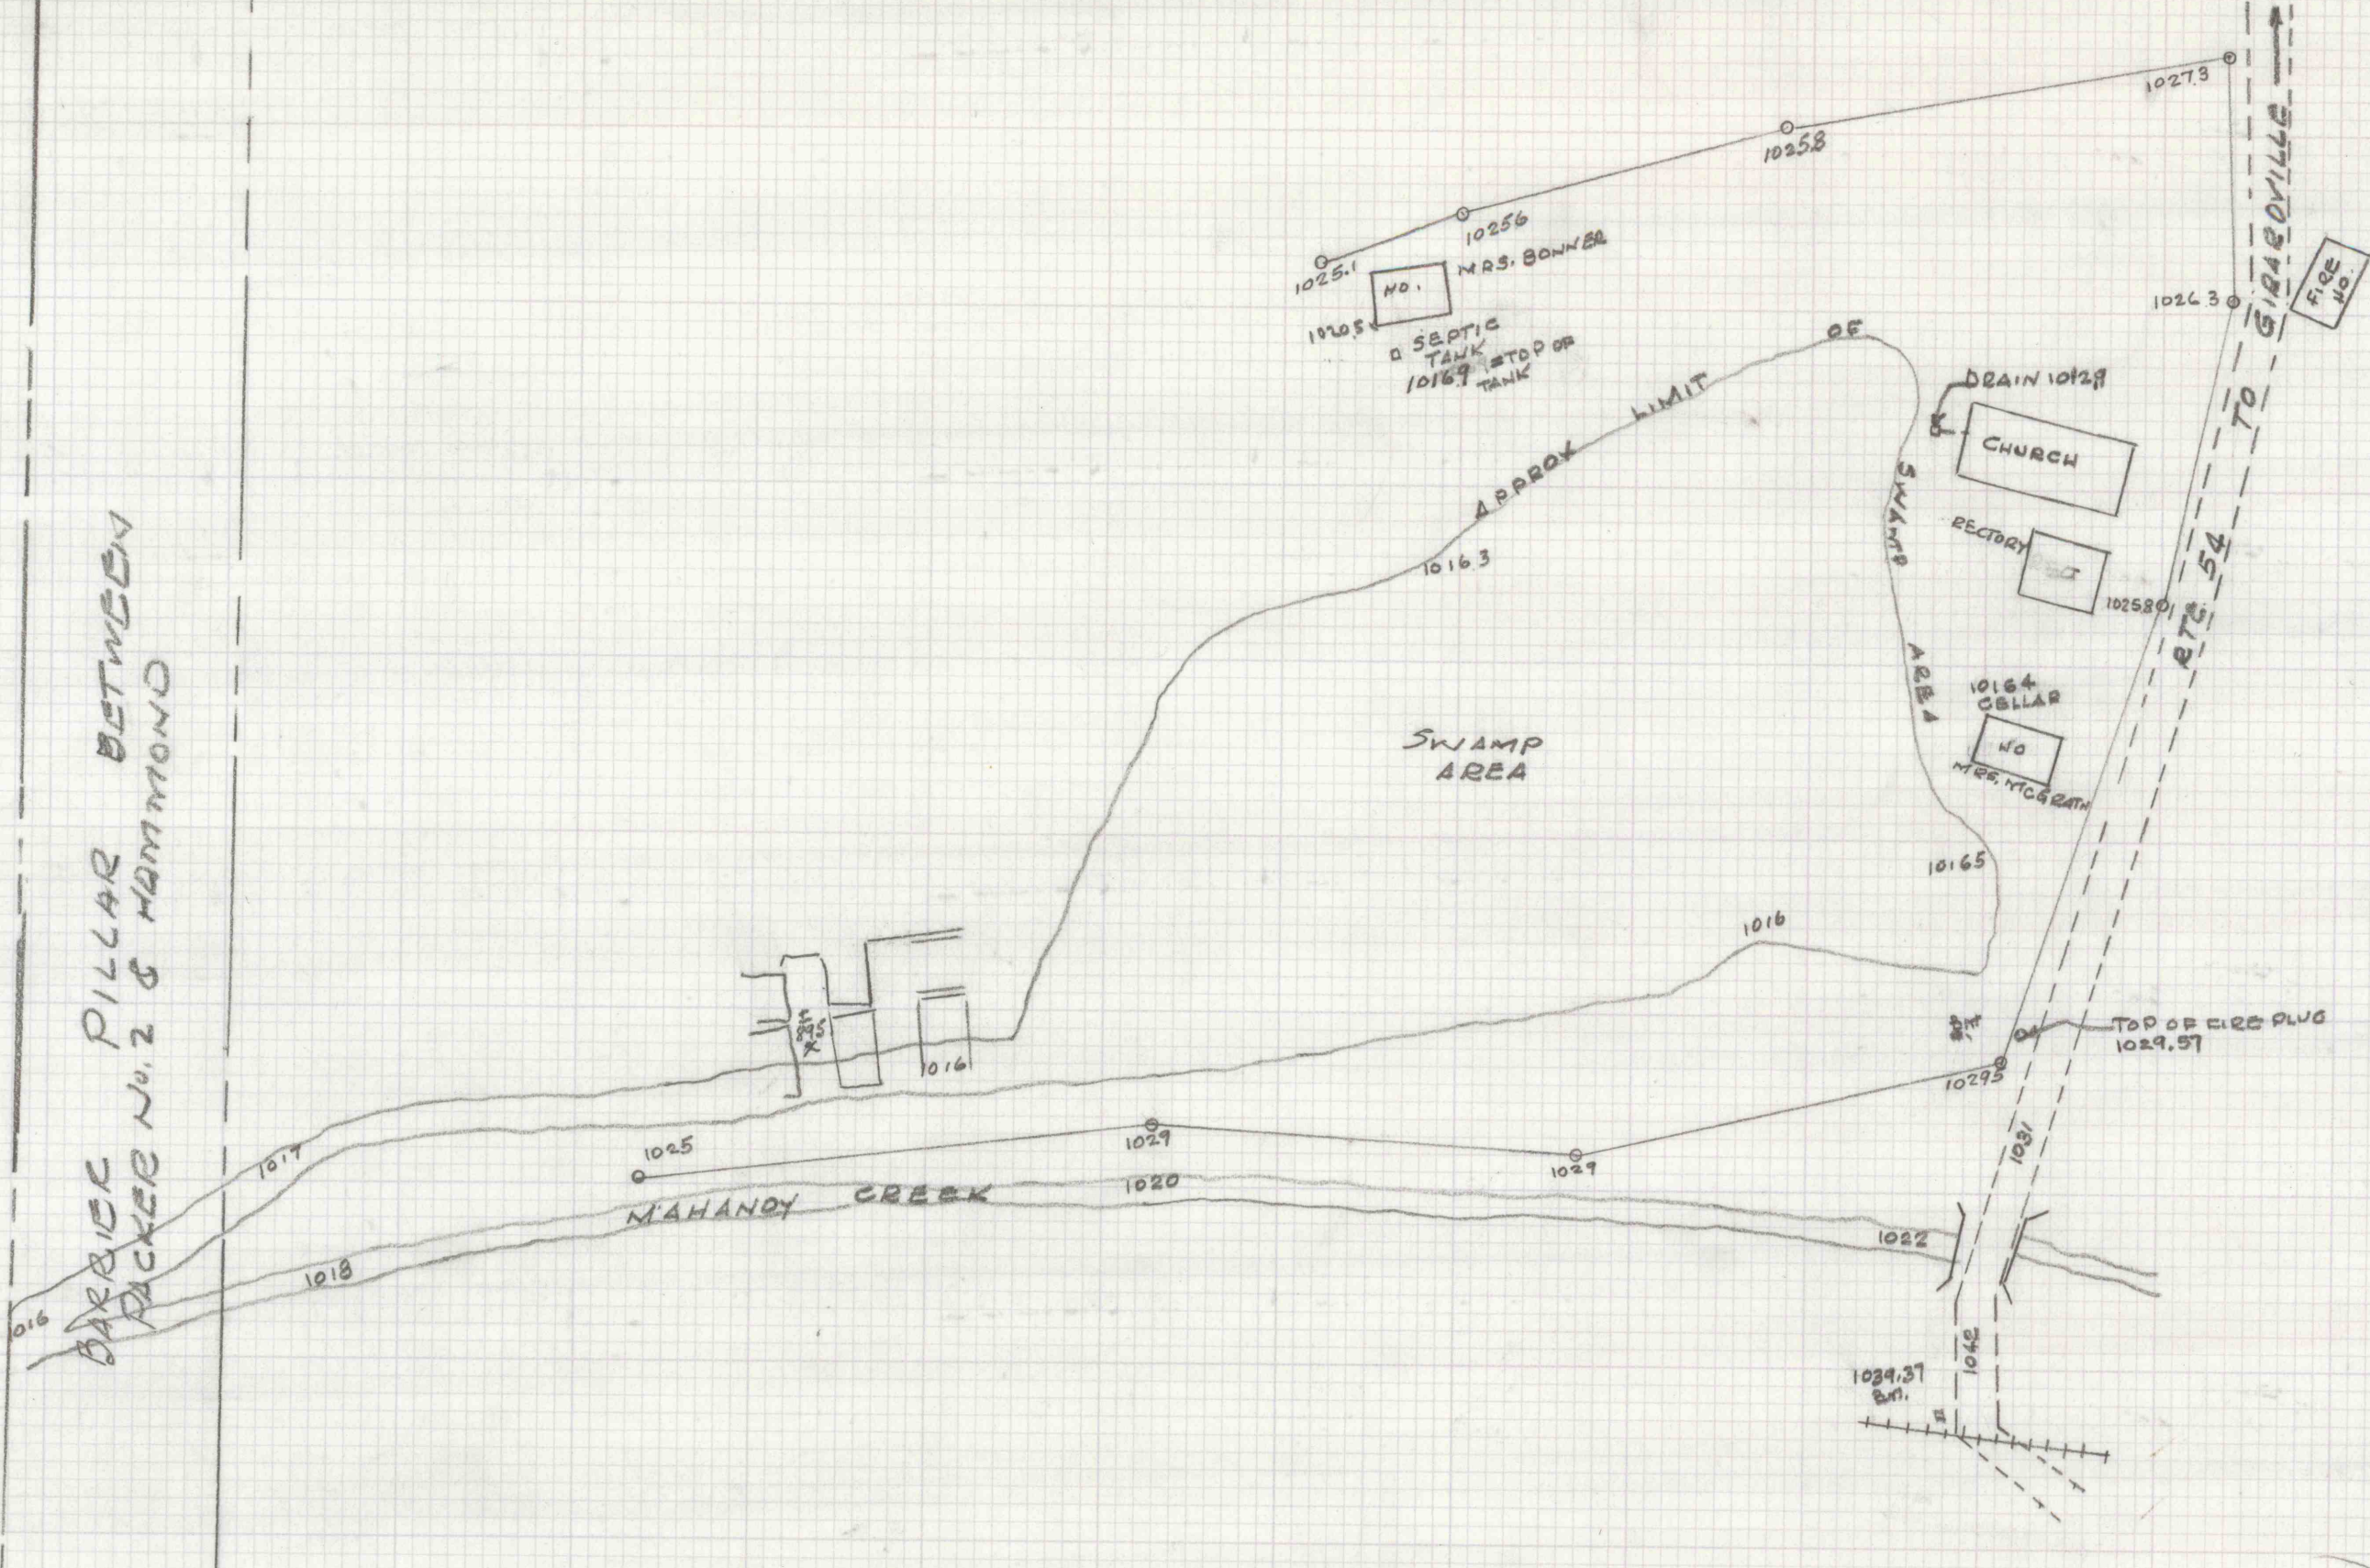 1027.3
1025.8
1025.6
1025.1
MRS. BONNER
HO.
1020.5
SEPTIC
TANK
1016.9 = TOP OF
TANK
TO GIRARDVILLE
FIRE
HO.
1026.3
APPROX LIMIT OF
SWAMP AREA
DRAIN 1012.9
CHURCH
RECTORY
1025.8
RTE 54
1016.3
1016.4
CELLAR
HO
MRS. MCGRATH
SWAMP
AREA
1016.5
1016
BARRIER PILLAR BETWEEN
PACKER No. 2 & HAMMOND
1016
TOP OF FIRE PLUG
1029.57
1029.5
1025
1029
1029
1031
1017
1020
MAHANOY CREEK
1022
1018
1016
1042
1039.37
B.M.